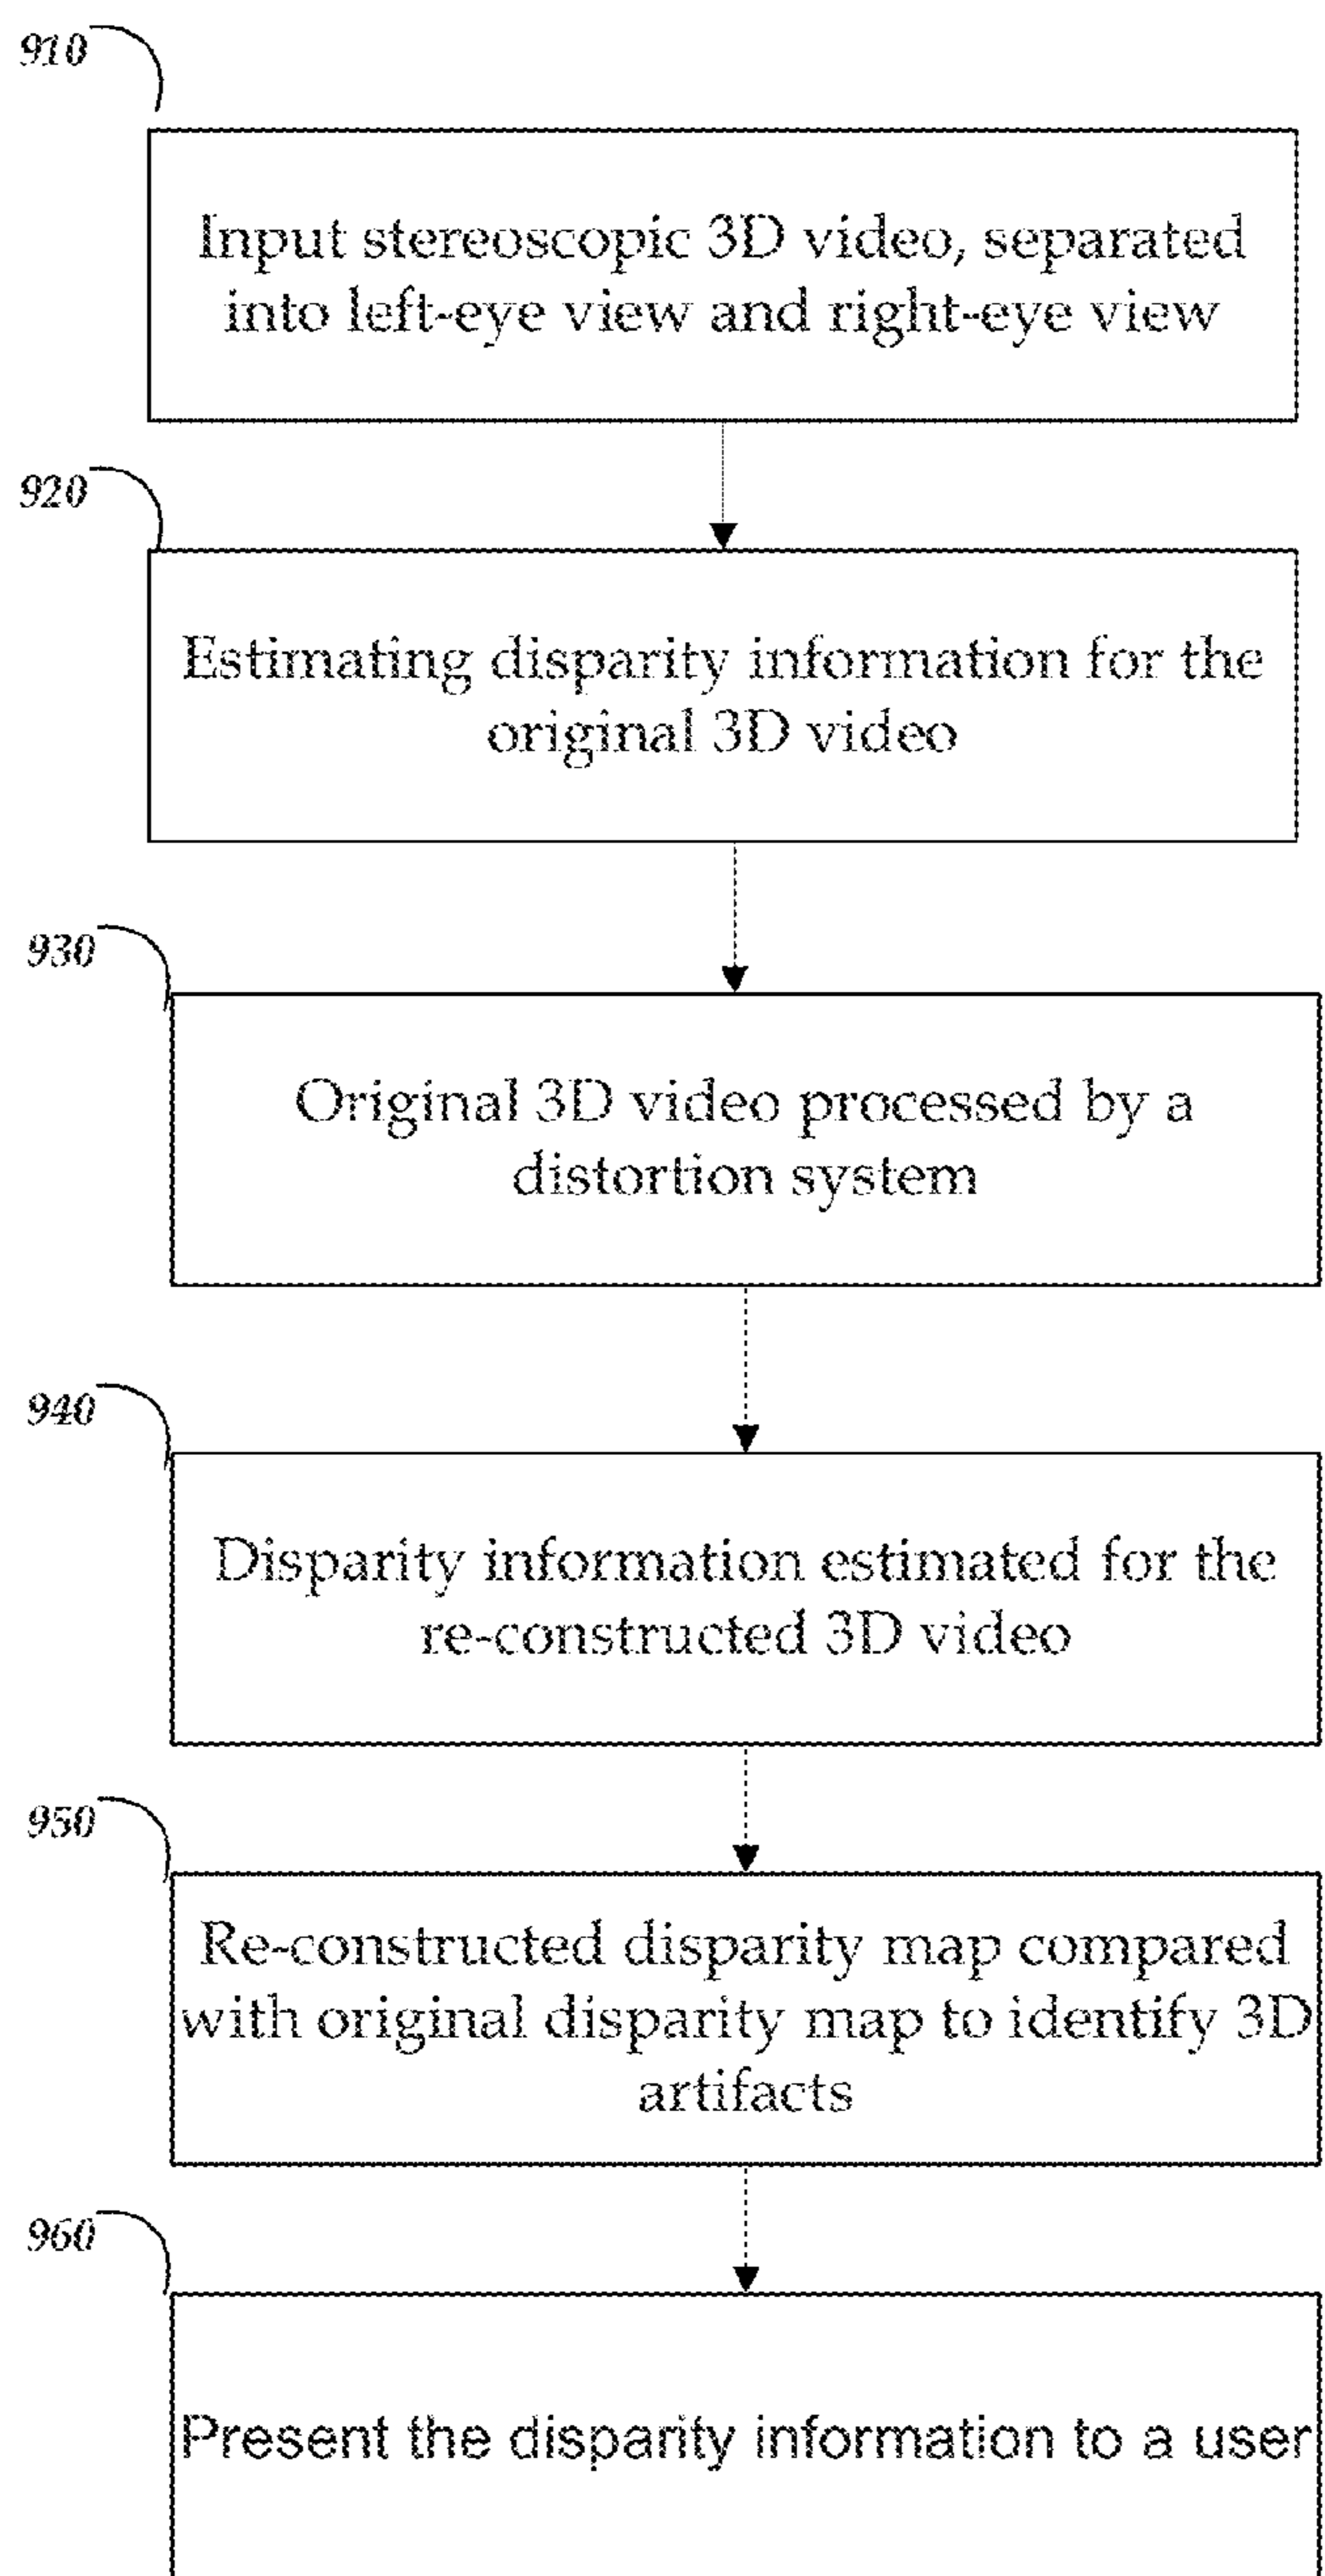 910
Input stereoscopic 3D video, separated
into left-eye view and right-eye view
920
Estimating disparity information for the
original 3D video
930
Original 3D video processed by a
distortion system
940
Disparity information estimated for the
re-constructed 3D video
950
Re-constructed disparity map compared
with original disparity map to identify 3D
artifacts
960
Present the disparity information to a user